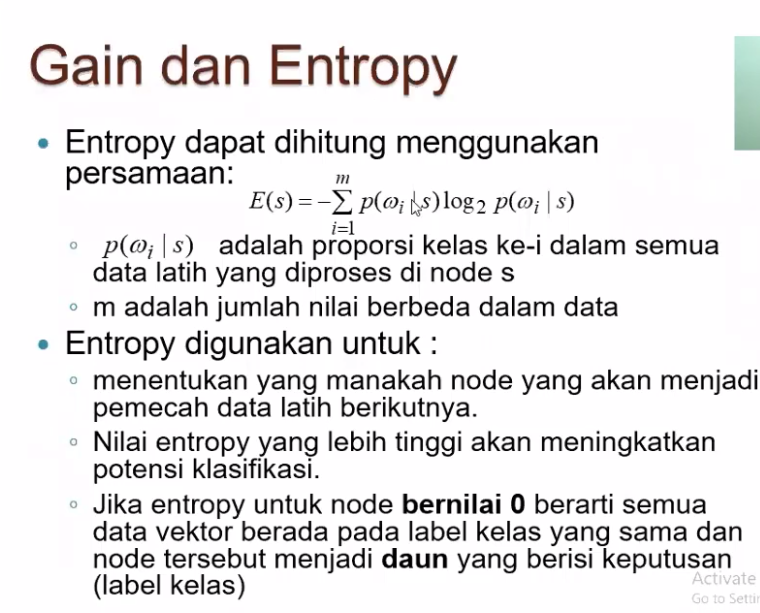 Gain dan Entropy
• Entropy dapat dihitung menggunakan
persamaan:
E(s) = −∑_{i=1}^{m} p(ω_i | s) log₂ p(ω_i | s)
◦ p(ω_i | s) adalah proporsi kelas ke-i dalam semua
data latih yang diproses di node s
◦ m adalah jumlah nilai berbeda dalam data
• Entropy digunakan untuk :
◦ menentukan yang manakah node yang akan menjadi
pemecah data latih berikutnya.
◦ Nilai entropy yang lebih tinggi akan meningkatkan
potensi klasifikasi.
◦ Jika entropy untuk node bernilai 0 berarti semua
data vektor berada pada label kelas yang sama dan
node tersebut menjadi daun yang berisi keputusan
(label kelas)
Activate
Go to Settin